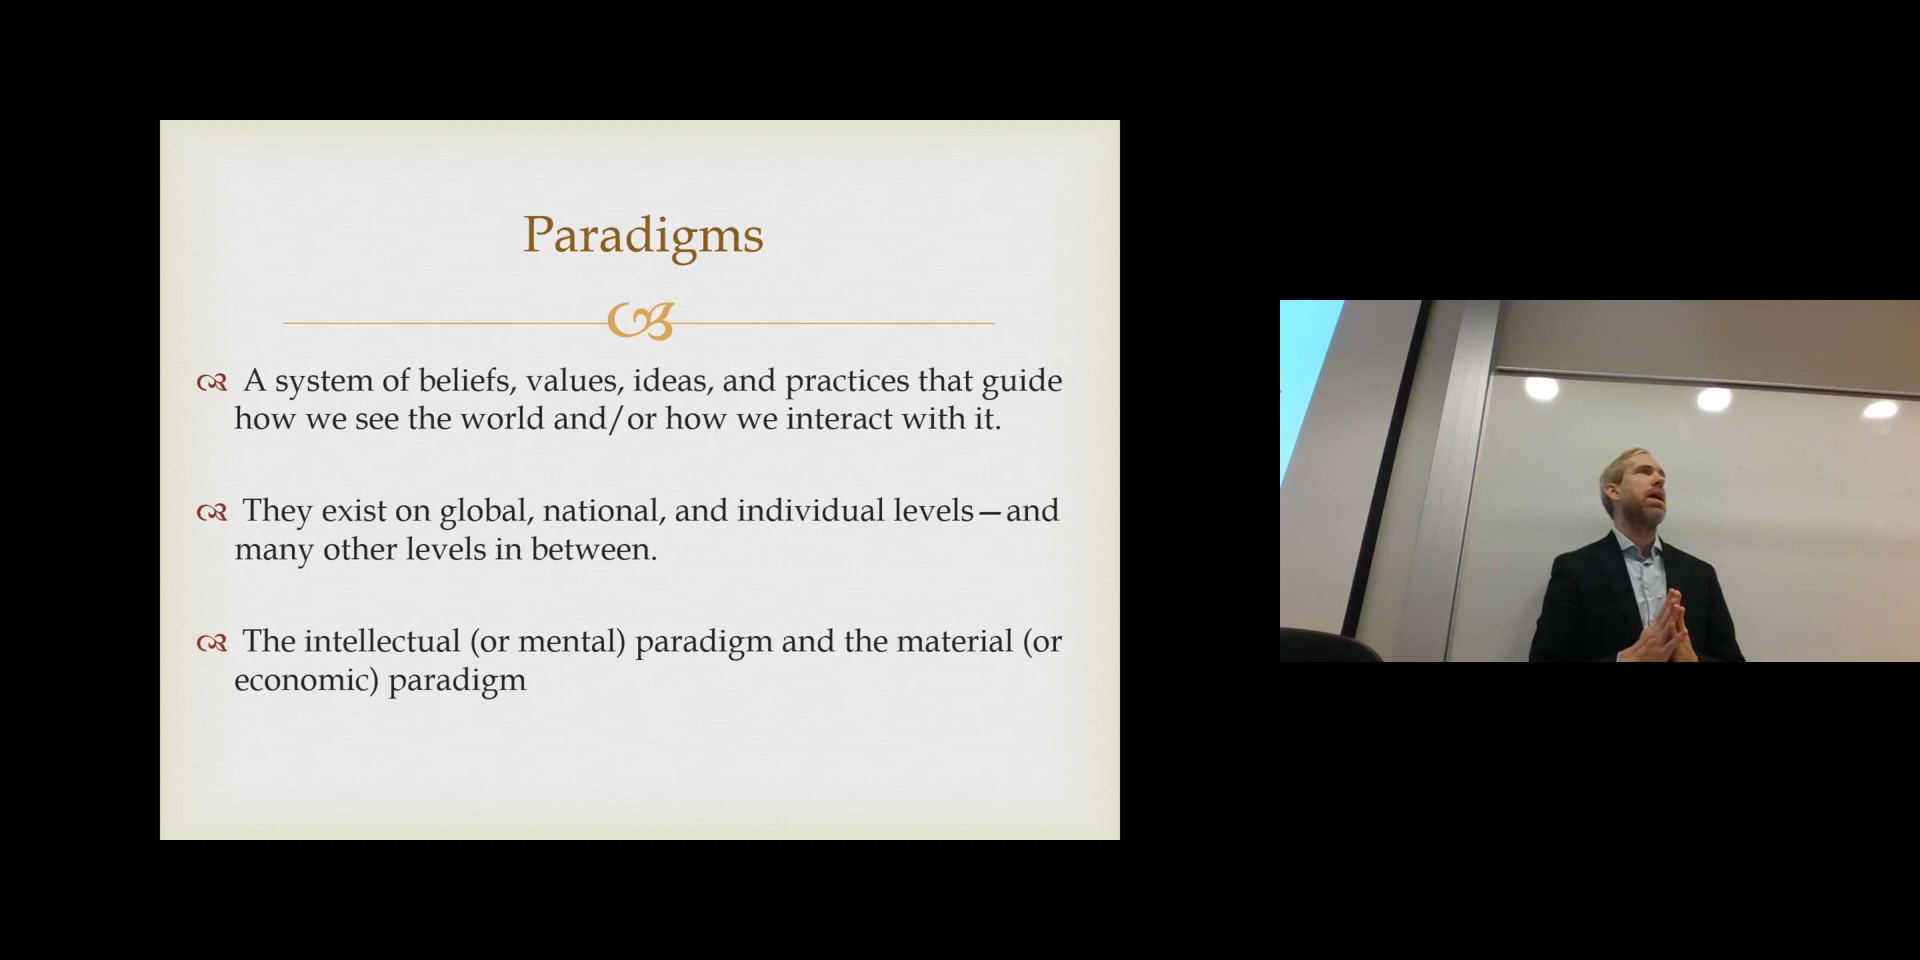 Paradigms
A system of beliefs, values, ideas, and practices that guide
how we see the world and/or how we interact with it.
They exist on global, national, and individual levels—and
many other levels in between.
The intellectual (or mental) paradigm and the material (or
economic) paradigm